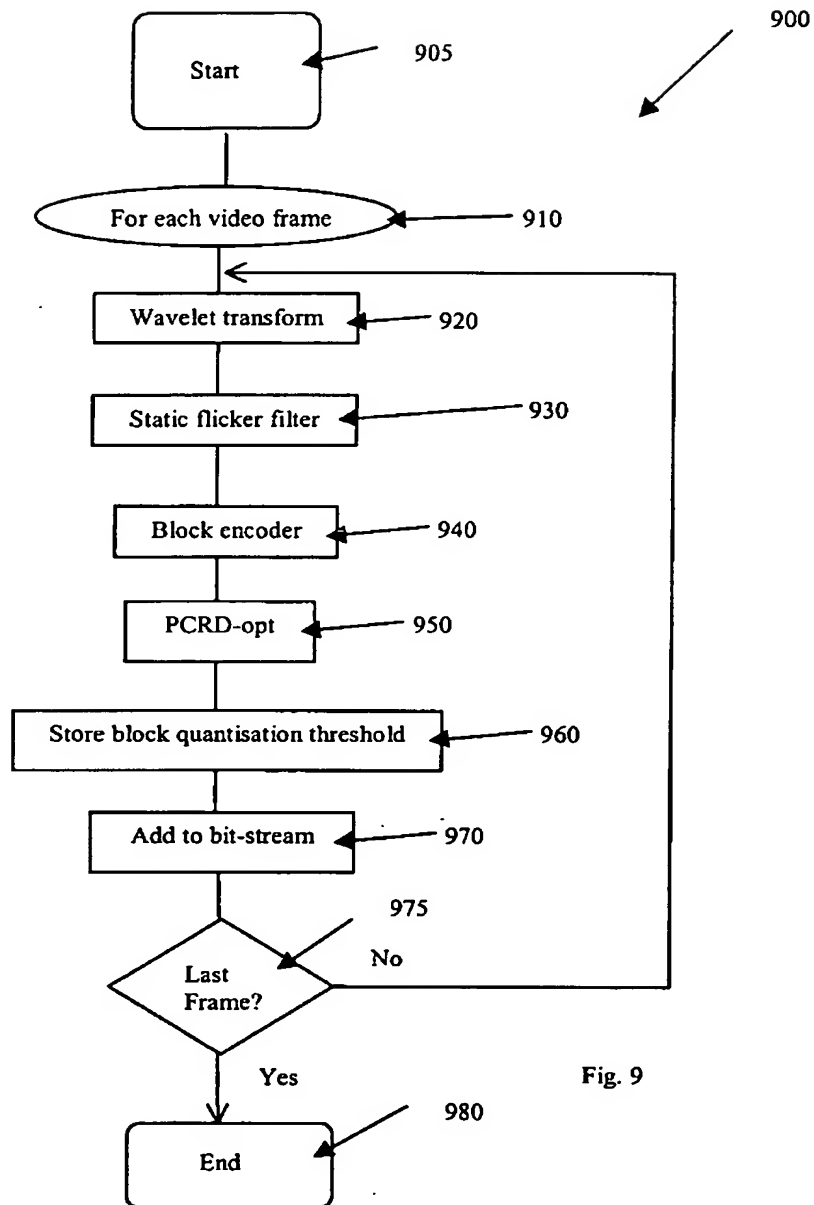 900
Start
905
For each video frame
910
Wavelet transform
920
Static flicker filter
930
Block encoder
940
PCRD-opt
950
Store block quantisation threshold
960
Add to bit-stream
970
975
Last
Frame?
No
Yes
Fig. 9
980
End